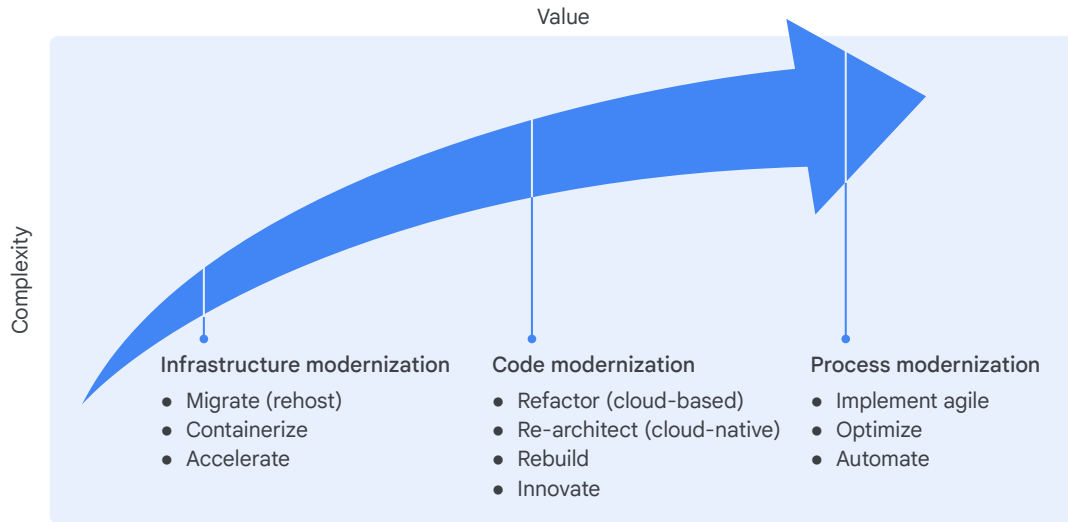 Value
Complexity
Infrastructure modernization
● Migrate (rehost)
● Containerize
● Accelerate
Code modernization
● Refactor (cloud-based)
● Re-architect (cloud-native)
● Rebuild
● Innovate
Process modernization
● Implement agile
● Optimize
● Automate